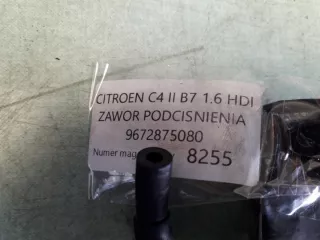 CITROEN C4 II B7 1.6 HDI
ZAWOR PODCISNIENIA
9672875080
Numer mag 8255